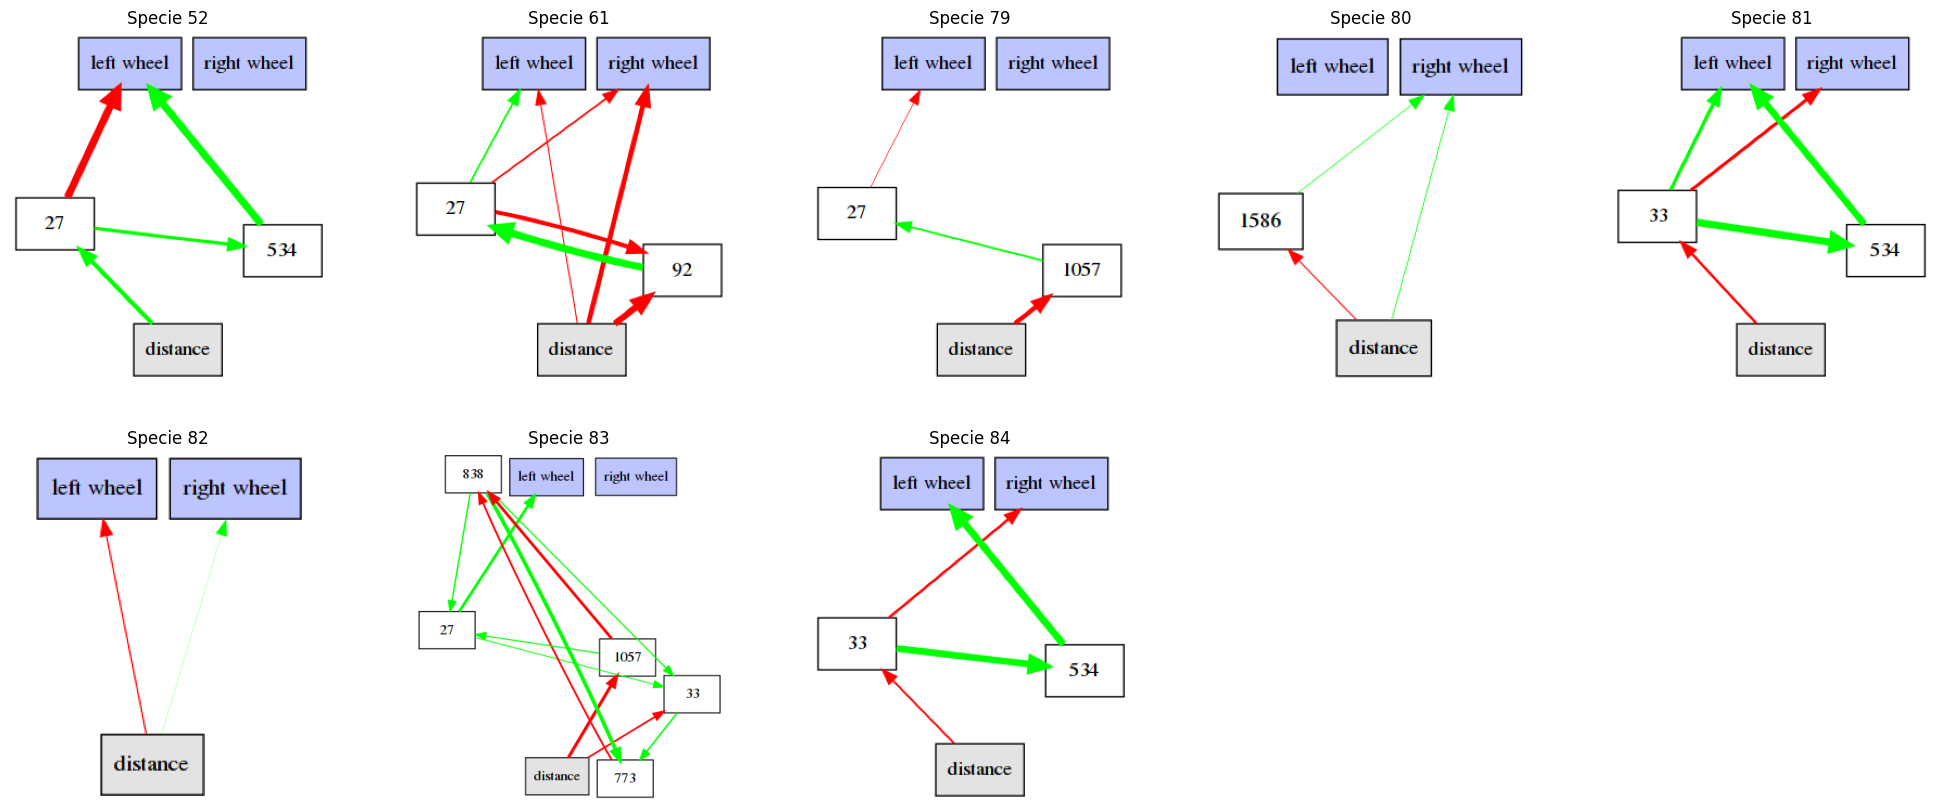 Specie 52
left wheel
right wheel
27
534
distance
Specie 61
left wheel
right wheel
27
92
distance
Specie 79
left wheel
right wheel
27
1057
distance
Specie 80
left wheel
right wheel
1586
distance
Specie 81
left wheel
right wheel
33
534
distance
Specie 82
left wheel
right wheel
distance
Specie 83
838
left wheel
right wheel
27
1057
33
distance
773
Specie 84
left wheel
right wheel
33
534
distance